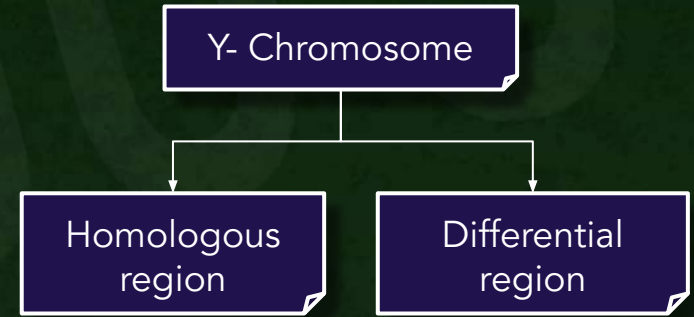 Y- Chromosome
Homologous
region
Differential
region